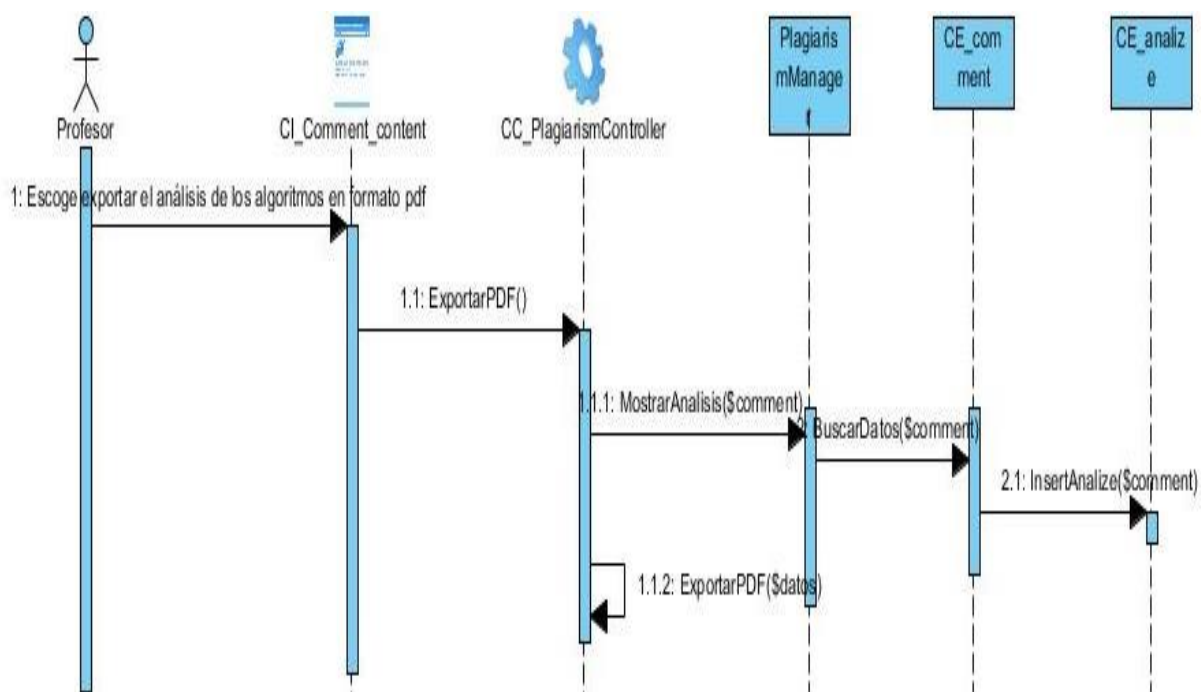 Plagiaris
mManage
r
CE_com
ment
CE_analiz
e
Profesor
CI_Comment_content
CC_PlagiarismController
1: Escoge exportar el análisis de los algoritmos en formato pdf
1.1: ExportarPDF()
1.1.1: MostrarAnalisis($comment)
2: BuscarDatos($comment)
2.1: InsertAnalize($comment)
1.1.2: ExportarPDF($datos)